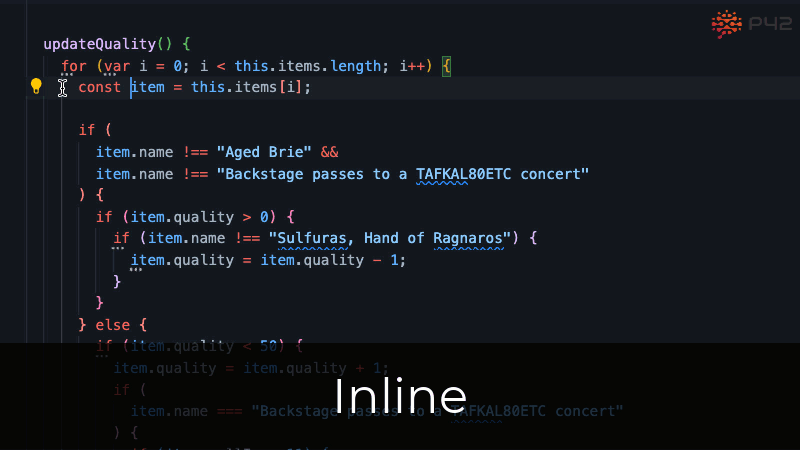 P42
updateQuality() {
for (var i = 0; i < this.items.length; i++) {
const item = this.items[i];
if (
item.name !== "Aged Brie" &&
item.name !== "Backstage passes to a TAFKAL80ETC concert"
) {
if (item.quality > 0) {
if (item.name !== "Sulfuras, Hand of Ragnaros") {
item.quality = item.quality - 1;
}
}
} else {
if (item.quality < 50) {
item.quality = item.quality + 1;
if (
Inline
item.name === "Backstage passes to a TAFKAL80ETC concert"
) {